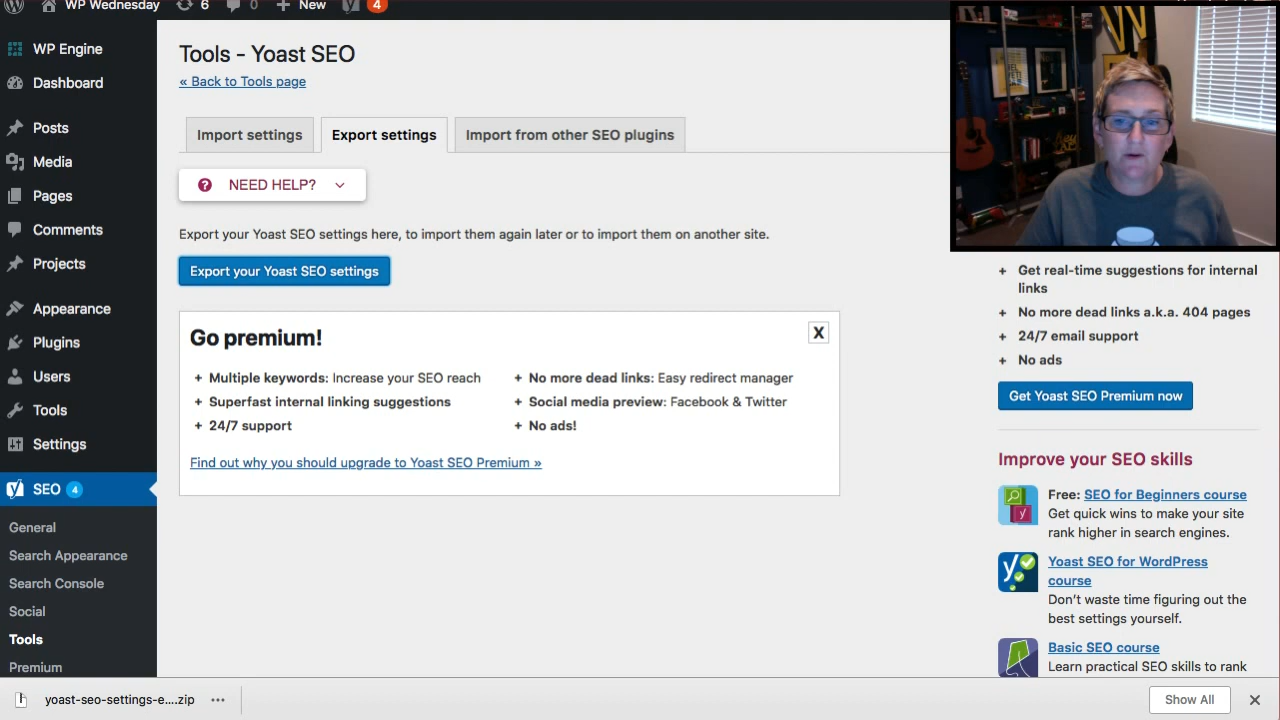 WP Wednesday
6
0
New
4
WP Engine
Dashboard
Posts
Media
Pages
Comments
Projects
Appearance
Plugins
Users
Tools
Settings
SEO 4
General
Search Appearance
Search Console
Social
Tools
Premium
Tools - Yoast SEO
« Back to Tools page
Import settings
Export settings
Import from other SEO plugins
NEED HELP?
Export your Yoast SEO settings here, to import them again later or to import them on another site.
Export your Yoast SEO settings
Go premium!
X
+ Multiple keywords: Increase your SEO reach
+ Superfast internal linking suggestions
+ 24/7 support
+ No more dead links: Easy redirect manager
+ Social media preview: Facebook & Twitter
+ No ads!
Find out why you should upgrade to Yoast SEO Premium »
+ Get real-time suggestions for internal
links
+ No more dead links a.k.a. 404 pages
+ 24/7 email support
+ No ads
Get Yoast SEO Premium now
Improve your SEO skills
Free: SEO for Beginners course
Get quick wins to make your site
rank higher in search engines.
Yoast SEO for WordPress
course
Don't waste time figuring out the
best settings yourself.
Basic SEO course
Learn practical SEO skills to rank
yoast-seo-settings-e....zip
Show All